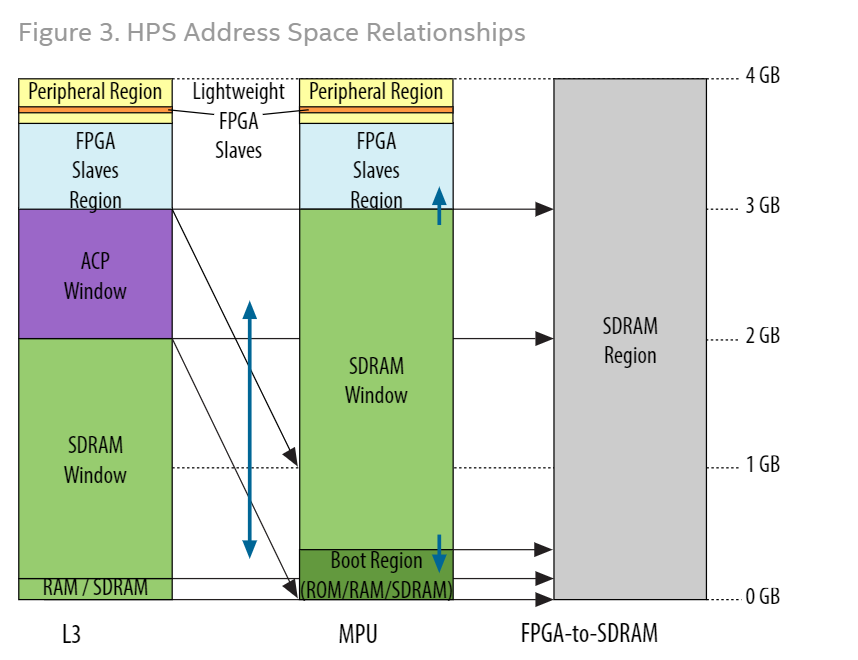 Figure 3. HPS Address Space Relationships
Peripheral Region
Lightweight
FPGA
Slaves
Peripheral Region
4 GB
FPGA
Slaves
Region
FPGA
Slaves
Region
3 GB
ACP
Window
SDRAM
Region
2 GB
SDRAM
Window
SDRAM
Window
1 GB
Boot Region
(ROM/RAM/SDRAM)
RAM / SDRAM
0 GB
L3
MPU
FPGA-to-SDRAM